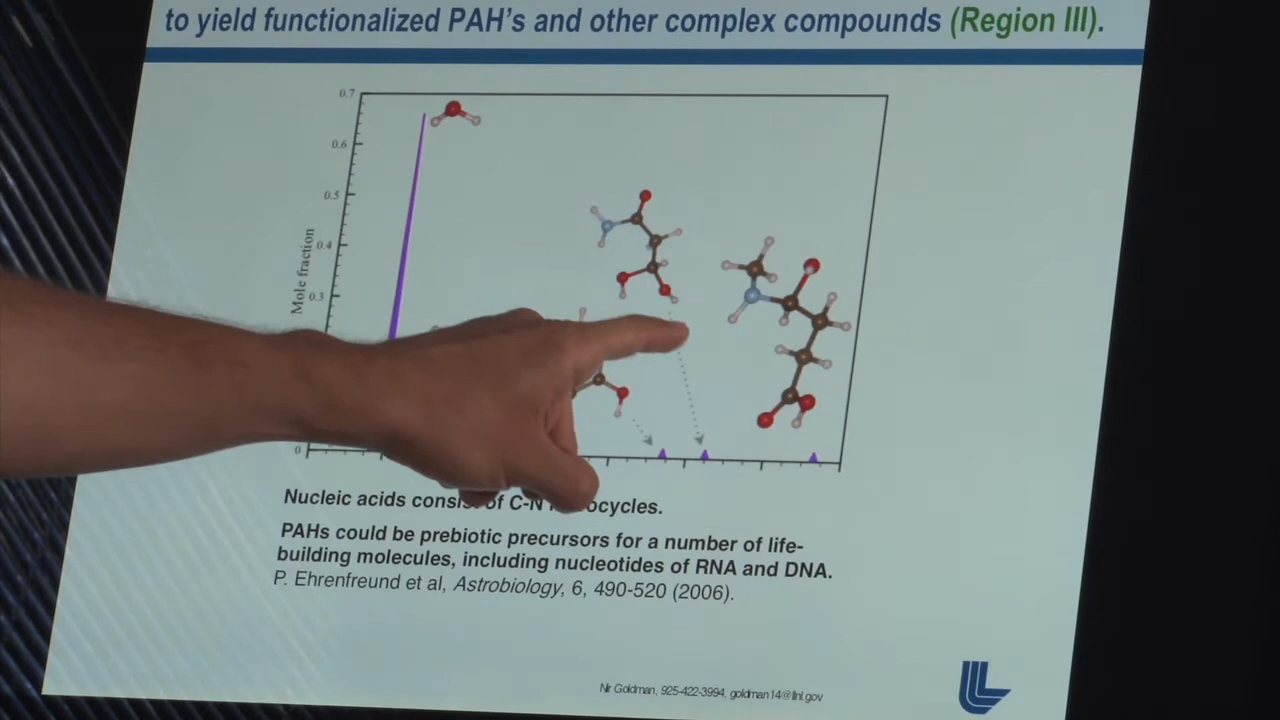 to yield functionalized PAH's and other complex compounds (Region III).
0.7
0.6
0.5
0.4
Mole fraction
0.3
0
Nucleic acids of C-N
PAHs could be prebiotic precursors for a number of life-
building molecules, including nucleotides of RNA and DNA.
P. Ehrenfreund et al, Astrobiology, 6, 490-520 (2006).
Nir Goldman, 925-422-3994, goldman14@llnl.gov